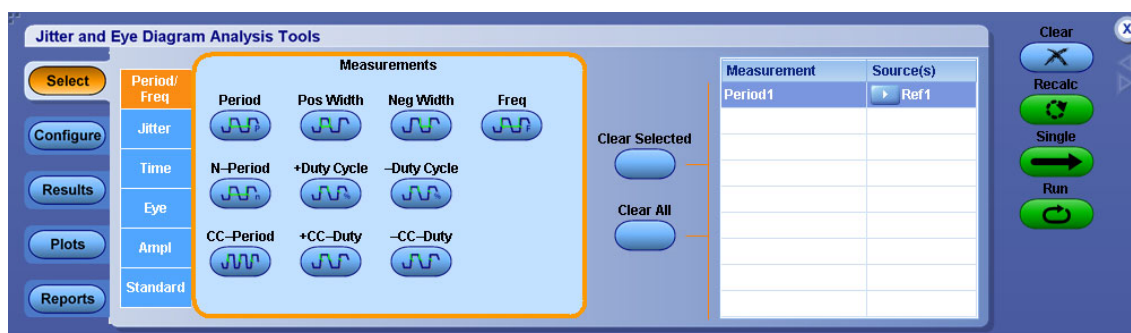 Jitter and Eye Diagram Analysis Tools
Clear
X
Select
Configure
Results
Plots
Reports
Period/
Freq
Jitter
Time
Eye
Ampl
Standard
Measurements
Period Pos Width Neg Width Freq
N–Period +Duty Cycle –Duty Cycle
CC–Period +CC–Duty –CC–Duty
Clear Selected
Clear All
Measurement Source(s)
Period1 Ref1
Recalc
Single
Run